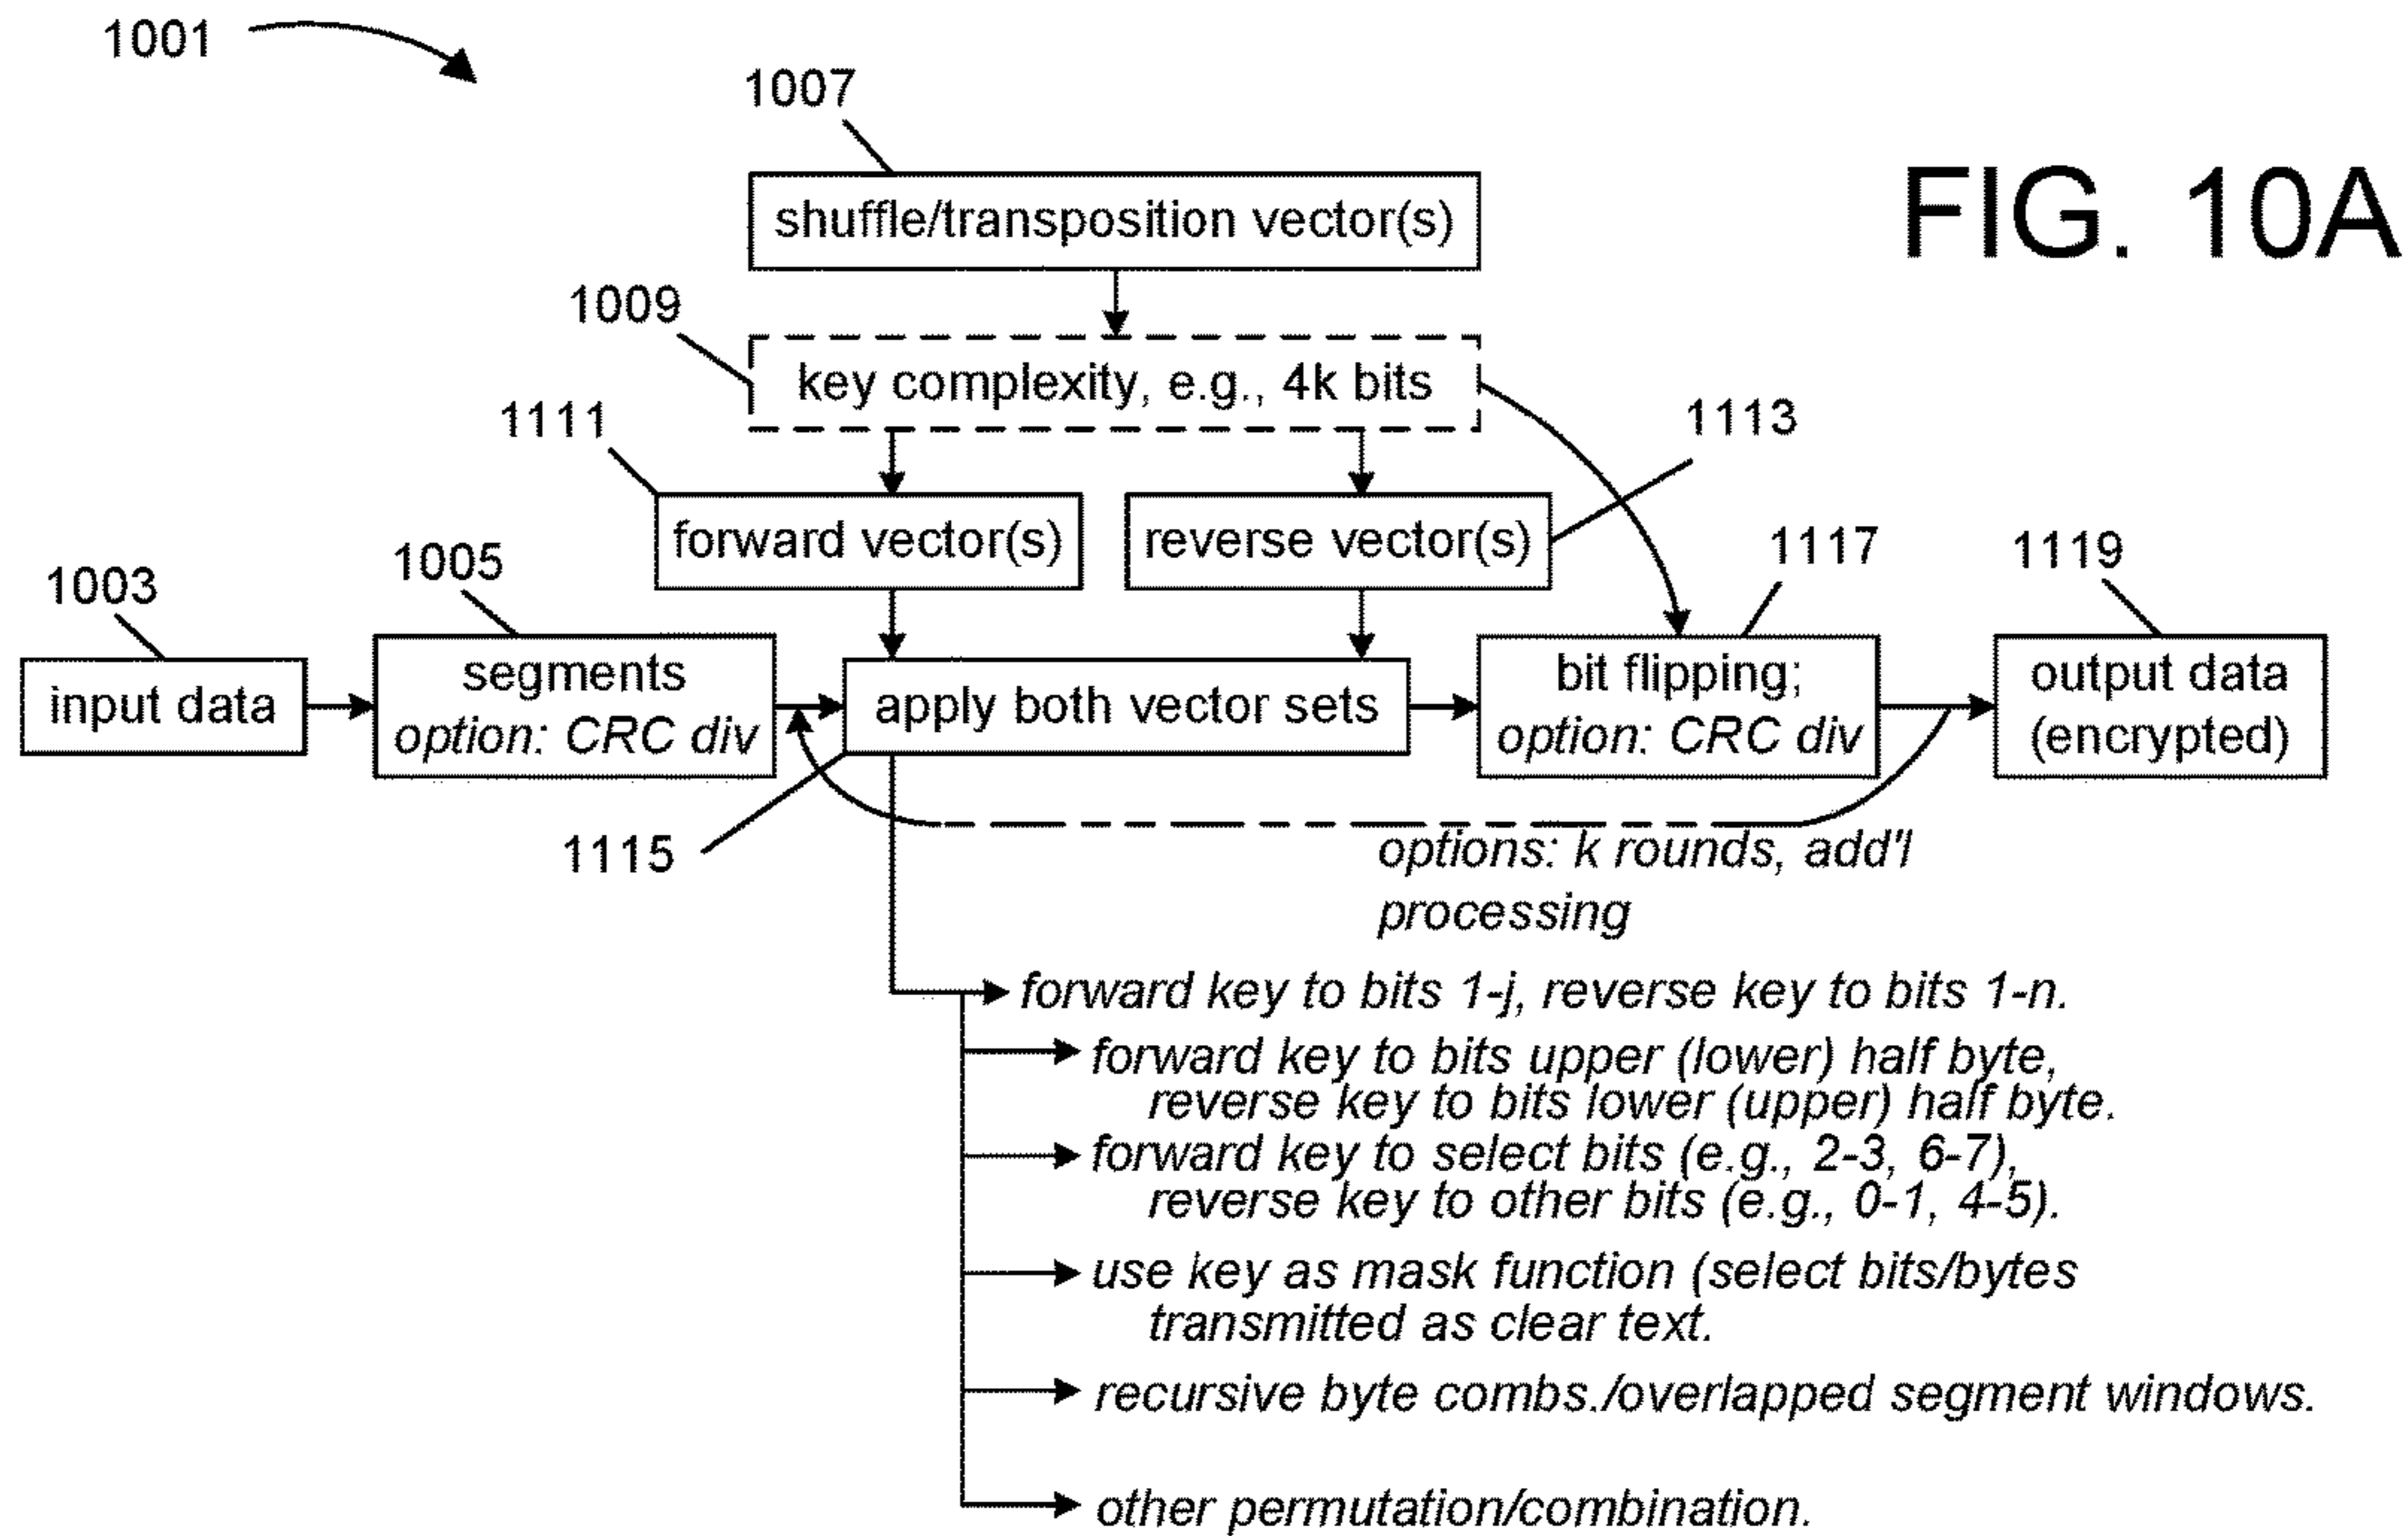 1001
1007
FIG. 10A
shuffle/transposition vector(s)
1009
key complexity, e.g., 4k bits
1111
1113
forward vector(s)
reverse vector(s)
1003
1005
1117
1119
input data
segments
option: CRC div
apply both vector sets
bit flipping;
option: CRC div
output data
(encrypted)
1115
options: k rounds, add'l
processing
forward key to bits 1-j, reverse key to bits 1-n.
forward key to bits upper (lower) half byte,
reverse key to bits lower (upper) half byte.
forward key to select bits (e.g., 2-3, 6-7),
reverse key to other bits (e.g., 0-1, 4-5).
use key as mask function (select bits/bytes
transmitted as clear text.
recursive byte combs./overlapped segment windows.
other permutation/combination.